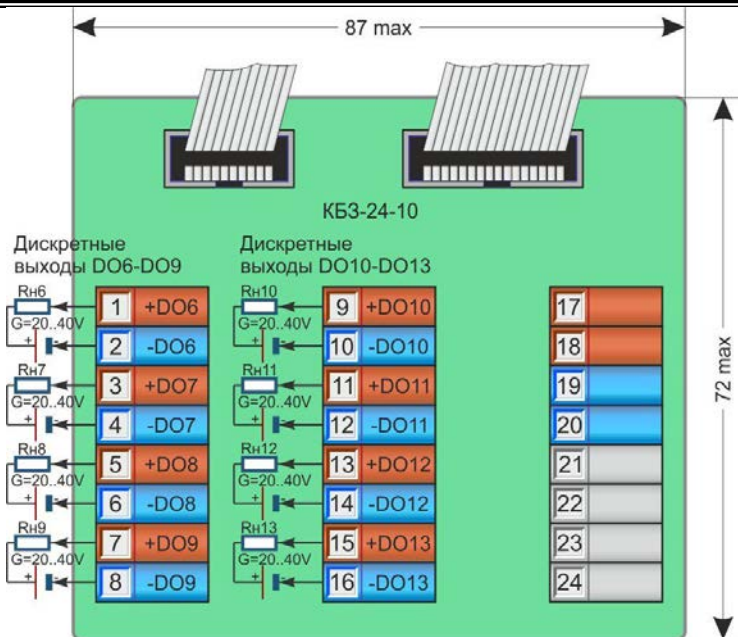 87 max
КБЗ-24-10
Дискретные
выходы DO6-DO9
Дискретные
выходы DO10-DO13
Rн6
G=20..40V
+ -
1 +DO6
2 -DO6
Rн7
G=20..40V
+ -
3 +DO7
4 -DO7
Rн8
G=20..40V
+ -
5 +DO8
6 -DO8
Rн9
G=20..40V
+ -
7 +DO9
8 -DO9
Rн10
G=20..40V
+ -
9 +DO10
10 -DO10
Rн11
G=20..40V
+ -
11 +DO11
12 -DO11
Rн12
G=20..40V
+ -
13 +DO12
14 -DO12
Rн13
G=20..40V
+ -
15 +DO13
16 -DO13
17
18
19
20
21
22
23
24
72 max